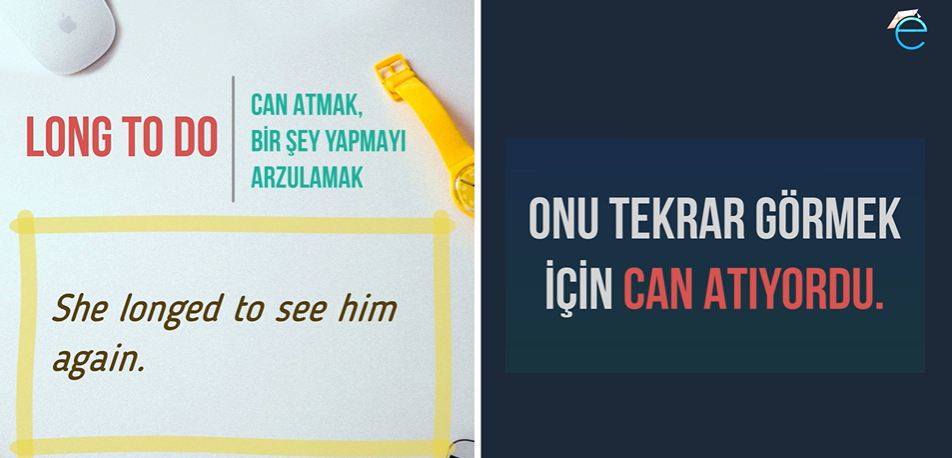 LONG TO DO
CAN ATMAK,
BİR ŞEY YAPMAYI
ARZULAMAK
She longed to see him
again.
ONU TEKRAR GÖRMEK
İÇİN CAN ATIYORDU.